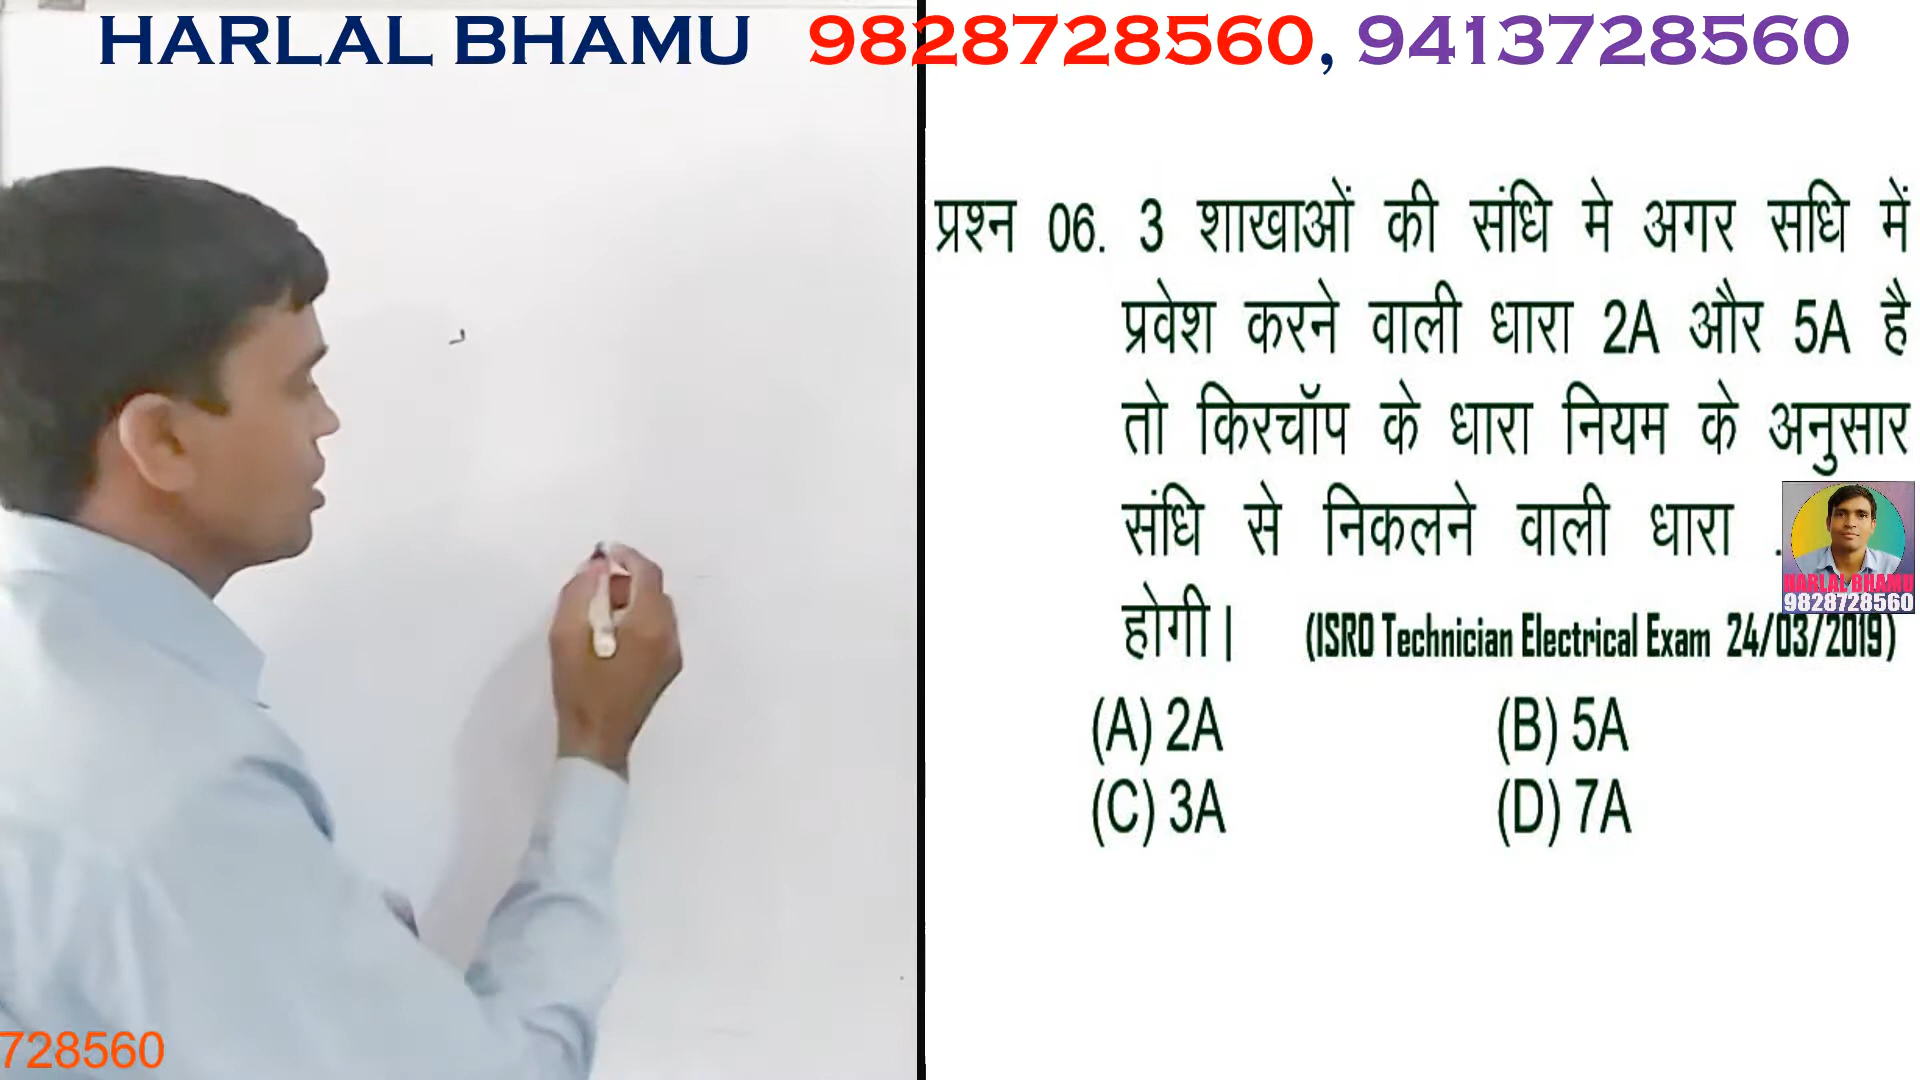 HARLAL BHAMU 9828728560, 9413728560
प्रश्न 06. 3 शाखाओं की संधि मे अगर सधि में
प्रवेश करने वाली धारा 2A और 5A है
तो किरचॉप के धारा नियम के अनुसार
संधि से निकलने वाली धारा .
HARLAL BHAMU
9828728560
होगी। (ISRO Technician Electrical Exam 24/03/2019)
(A) 2A (B) 5A
(C) 3A (D) 7A
728560